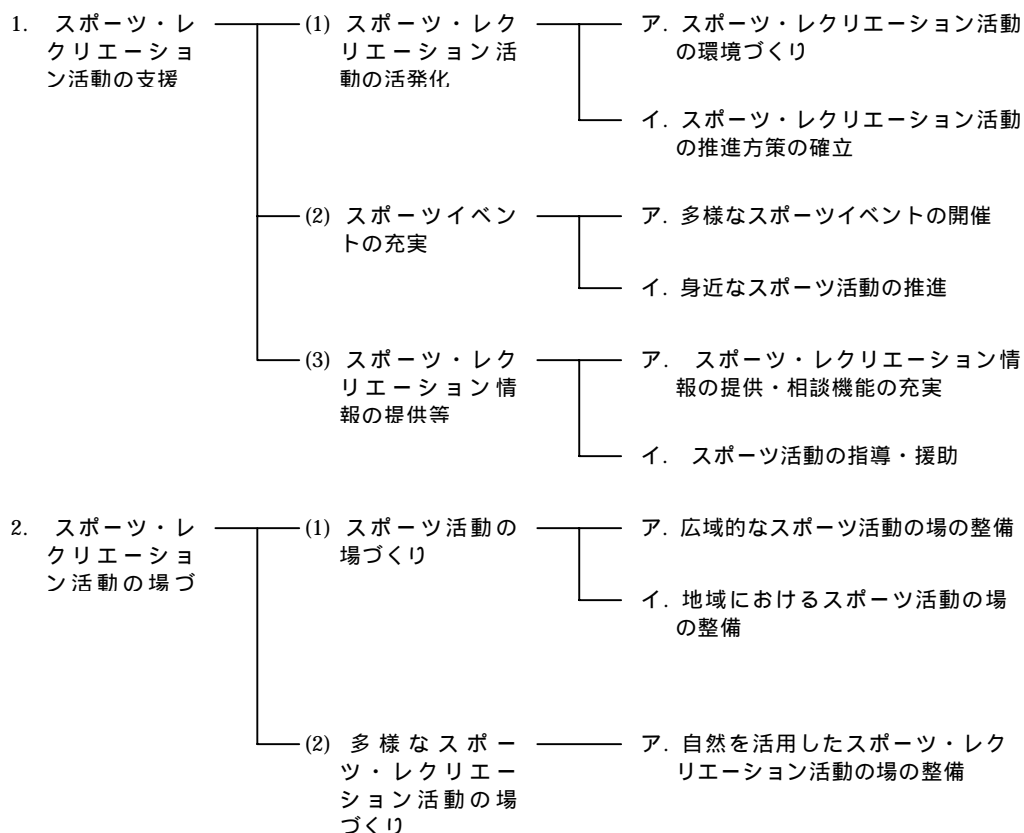 1. スポーツ・レ
クリエーショ
ン活動の支援
(1) スポーツ・レク
リエーション活
動の活発化
ア. スポーツ・レクリエーション活動
の環境づくり
イ. スポーツ・レクリエーション活動
の推進方策の確立
(2) スポーツイベン
トの充実
ア. 多様なスポーツイベントの開催
イ. 身近なスポーツ活動の推進
(3) スポーツ・レク
リエーション情
報の提供等
ア. スポーツ・レクリエーション情
報の提供・相談機能の充実
イ. スポーツ活動の指導・援助
2. スポーツ・レ
クリエーショ
ン活動の場づ
(1) スポーツ活動の
場づくり
ア. 広域的なスポーツ活動の場の整備
イ. 地域におけるスポーツ活動の場
の整備
(2) 多様なスポー
ツ・レクリエー
ション活動の場
づくり
ア. 自然を活用したスポーツ・レク
リエーション活動の場の整備